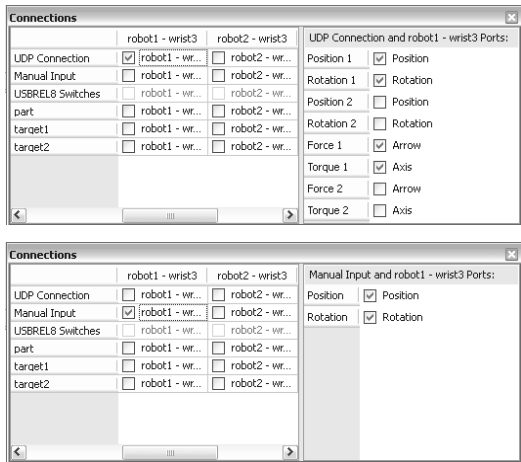 Connections
robot1 - wrist3 robot2 - wrist3
UDP Connection robot1 - wr... robot2 - wr...
Manual Input robot1 - wr... robot2 - wr...
USBREL8 Switches robot1 - wr... robot2 - wr...
part robot1 - wr... robot2 - wr...
target1 robot1 - wr... robot2 - wr...
target2 robot1 - wr... robot2 - wr...
UDP Connection and robot1 - wrist3 Ports:
Position 1 Position
Rotation 1 Rotation
Position 2 Position
Rotation 2 Rotation
Force 1 Arrow
Torque 1 Axis
Force 2 Arrow
Torque 2 Axis
Connections
robot1 - wrist3 robot2 - wrist3
UDP Connection robot1 - wr... robot2 - wr...
Manual Input robot1 - wr... robot2 - wr...
USBREL8 Switches robot1 - wr... robot2 - wr...
part robot1 - wr... robot2 - wr...
target1 robot1 - wr... robot2 - wr...
target2 robot1 - wr... robot2 - wr...
Manual Input and robot1 - wrist3 Ports:
Position Position
Rotation Rotation